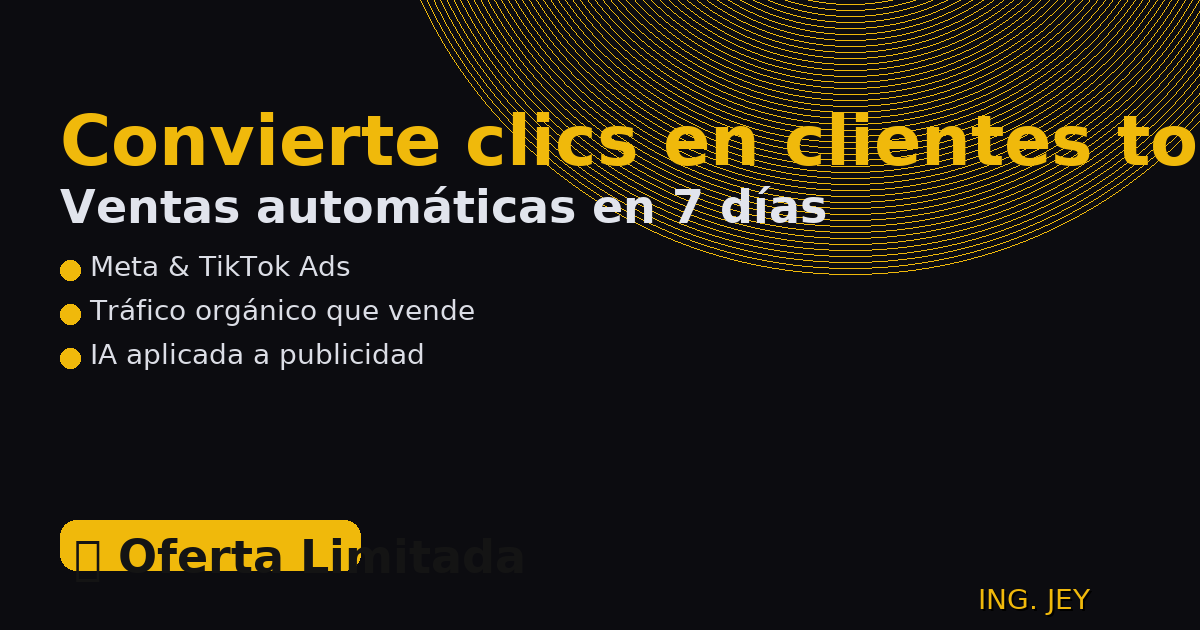 Convierte clics en clientes to
Ventas automáticas en 7 días
Meta & TikTok Ads
Tráfico orgánico que vende
IA aplicada a publicidad
Oferta Limitada
ING. JEY